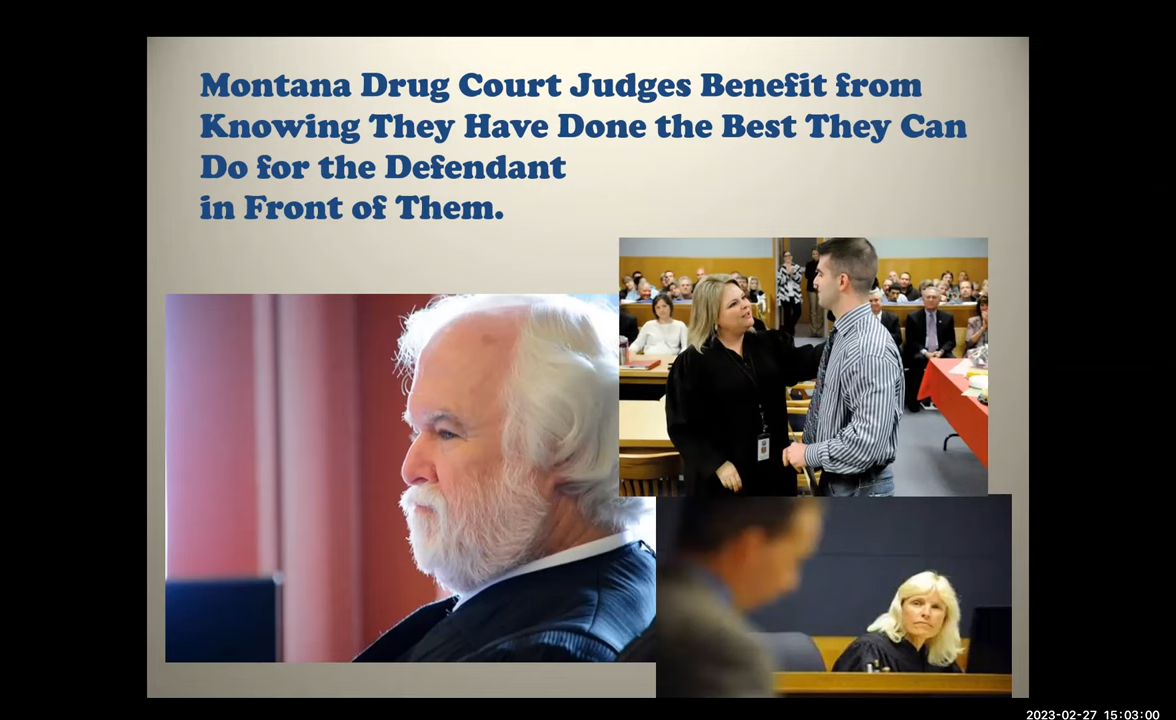 Montana Drug Court Judges Benefit from
Knowing They Have Done the Best They Can
Do for the Defendant
in Front of Them.
2023-02-27 15:03:00